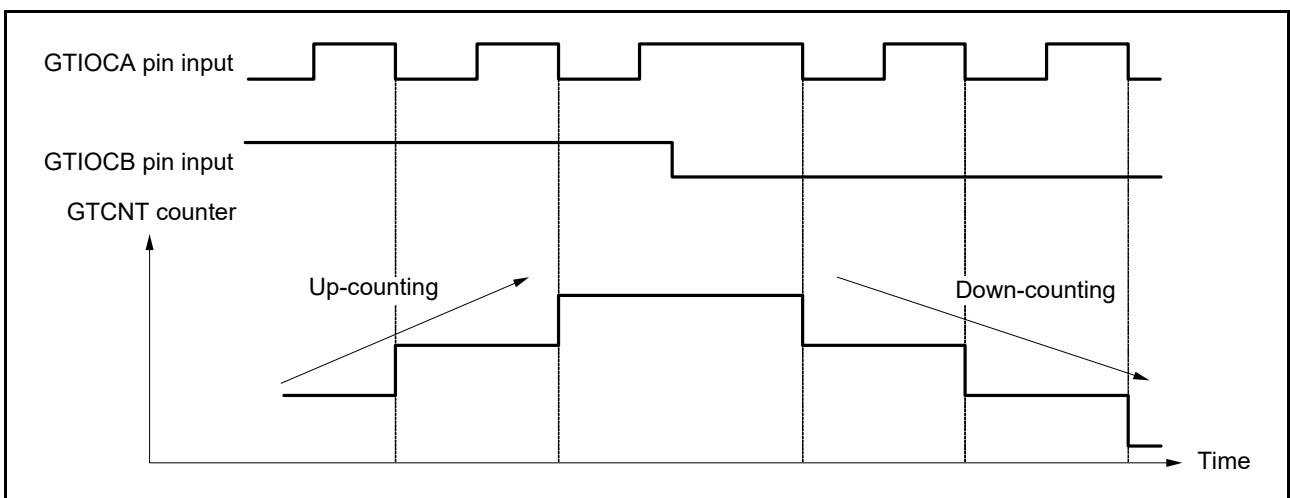 GTIOCA pin input
GTIOCB pin input
GTCNT counter
Up-counting
Down-counting
Time